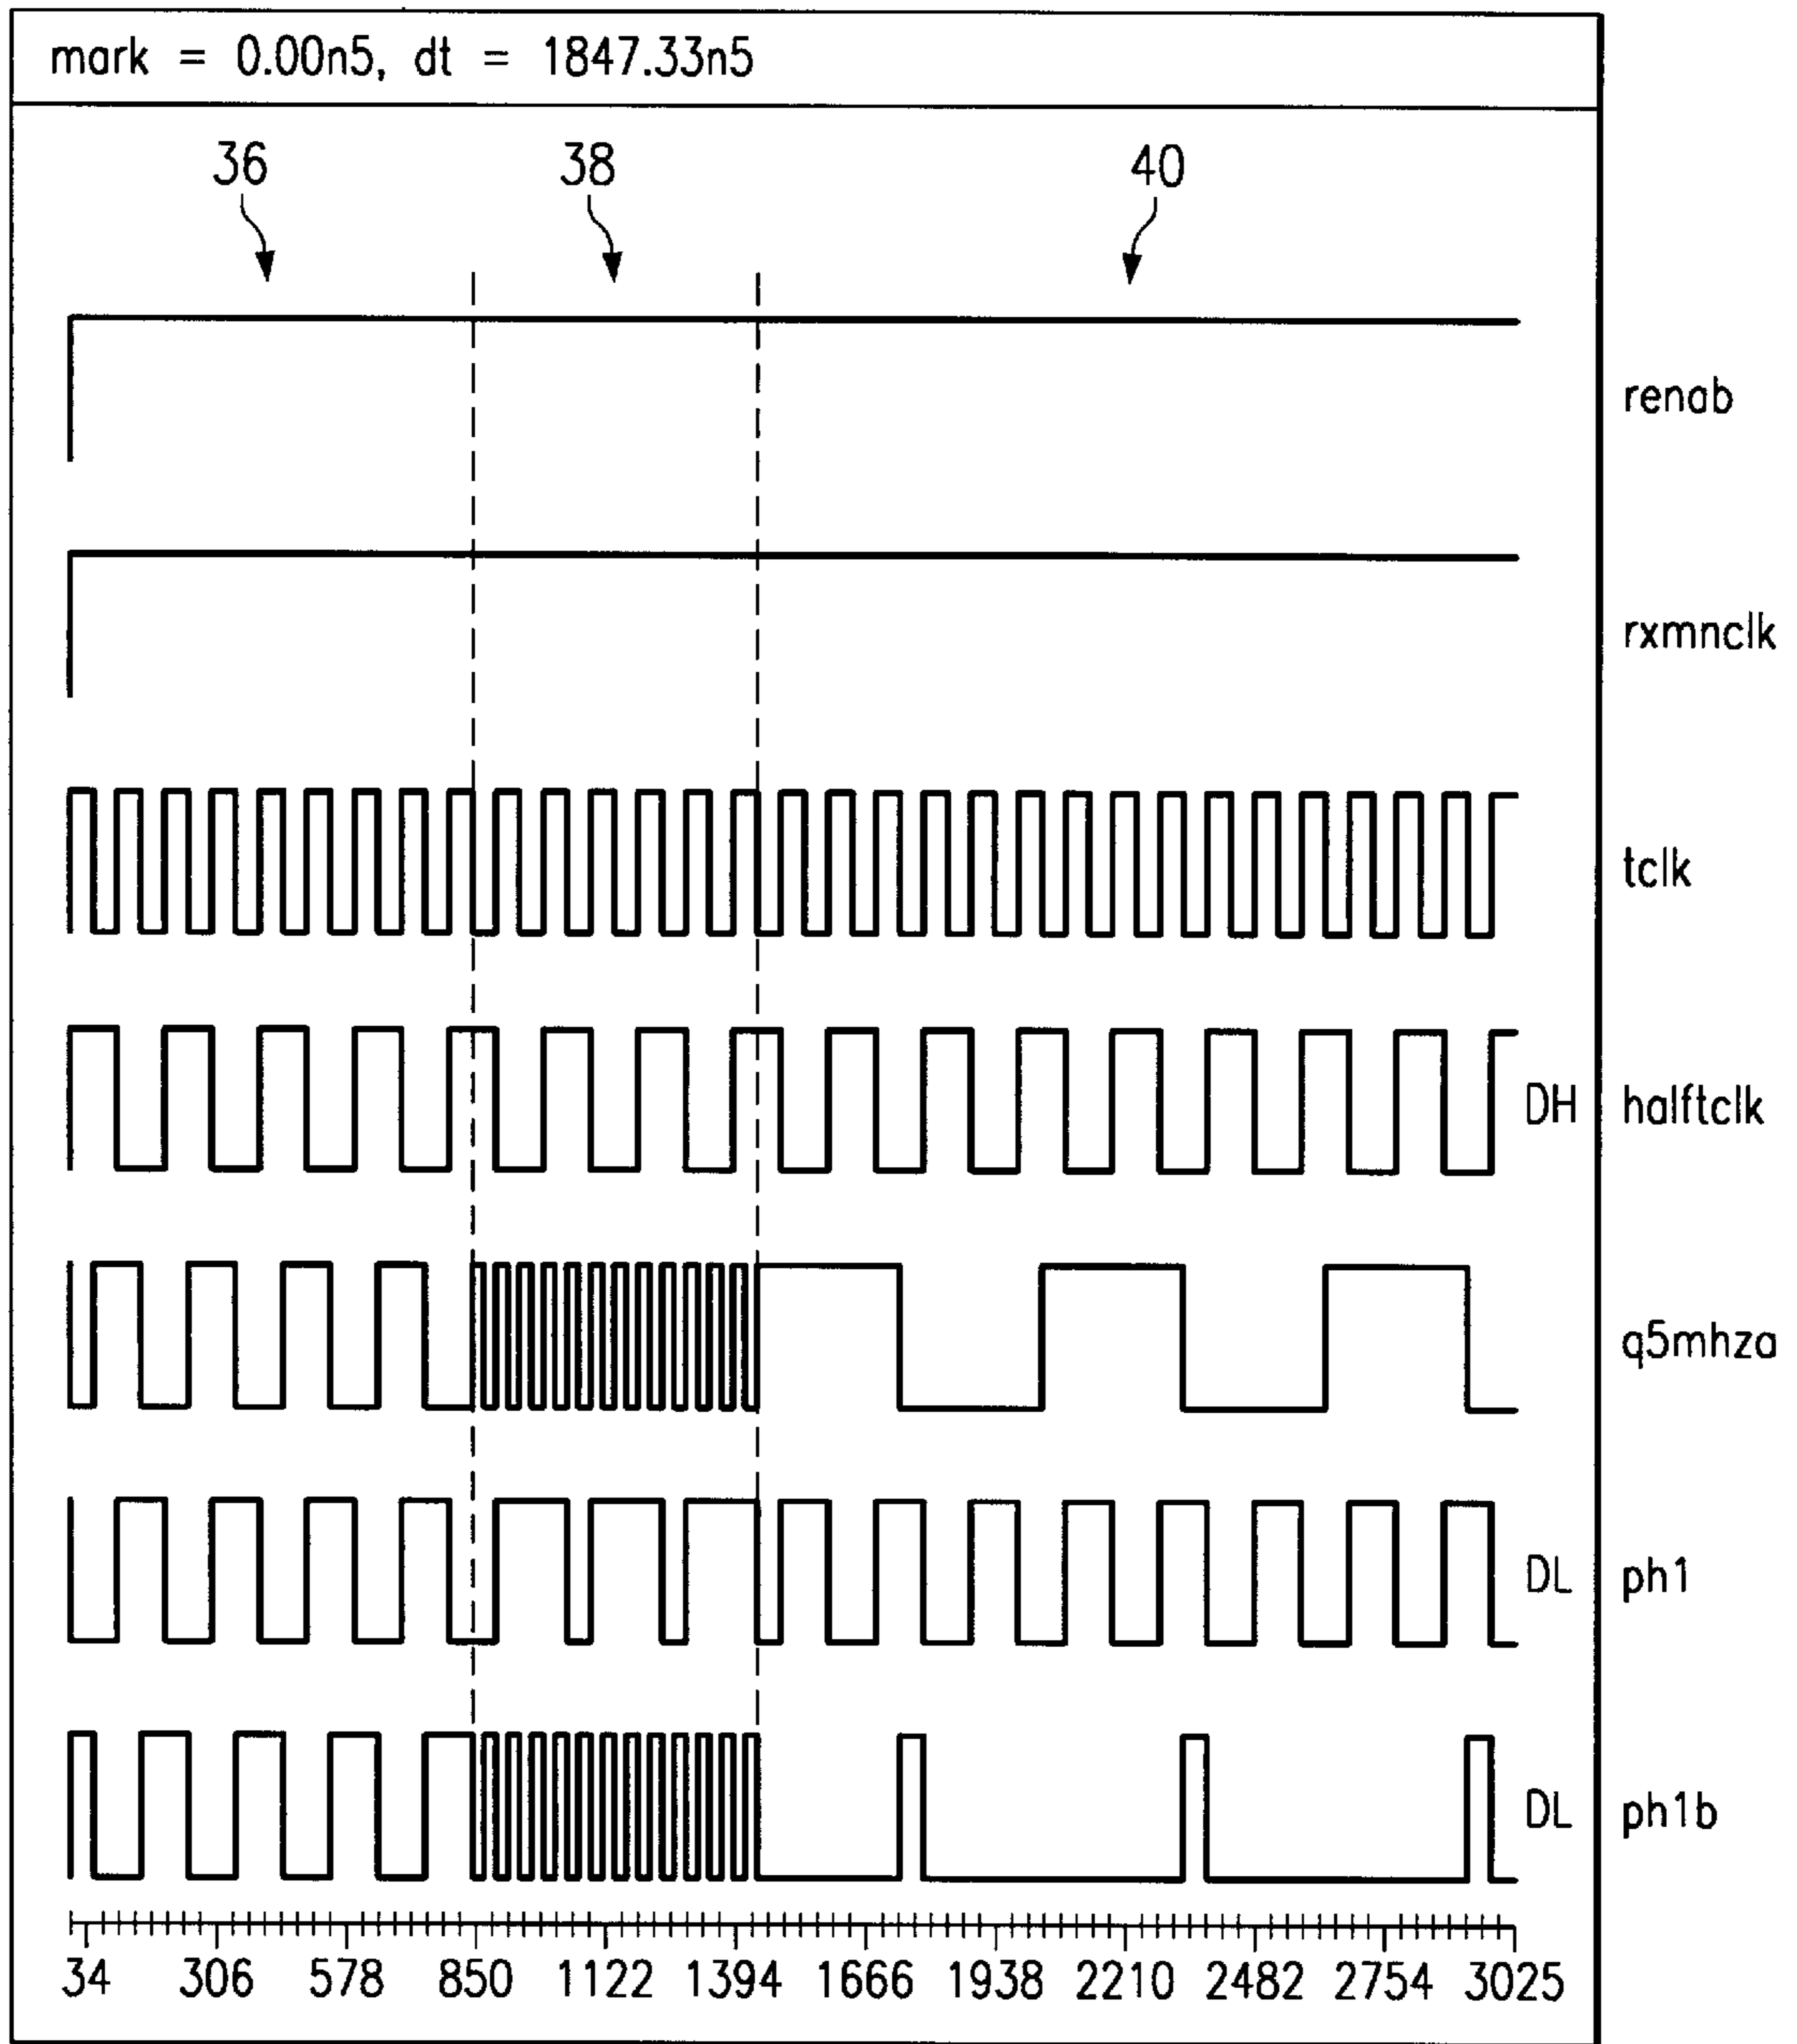 mark = 0.00n5, dt = 1847.33n5
36 38 40
renab
rxmnclk
tclk
DH halftclk
q5mhza
DL ph1
DL ph1b
34 306 578 850 1122 1394 1666 1938 2210 2482 2754 3025